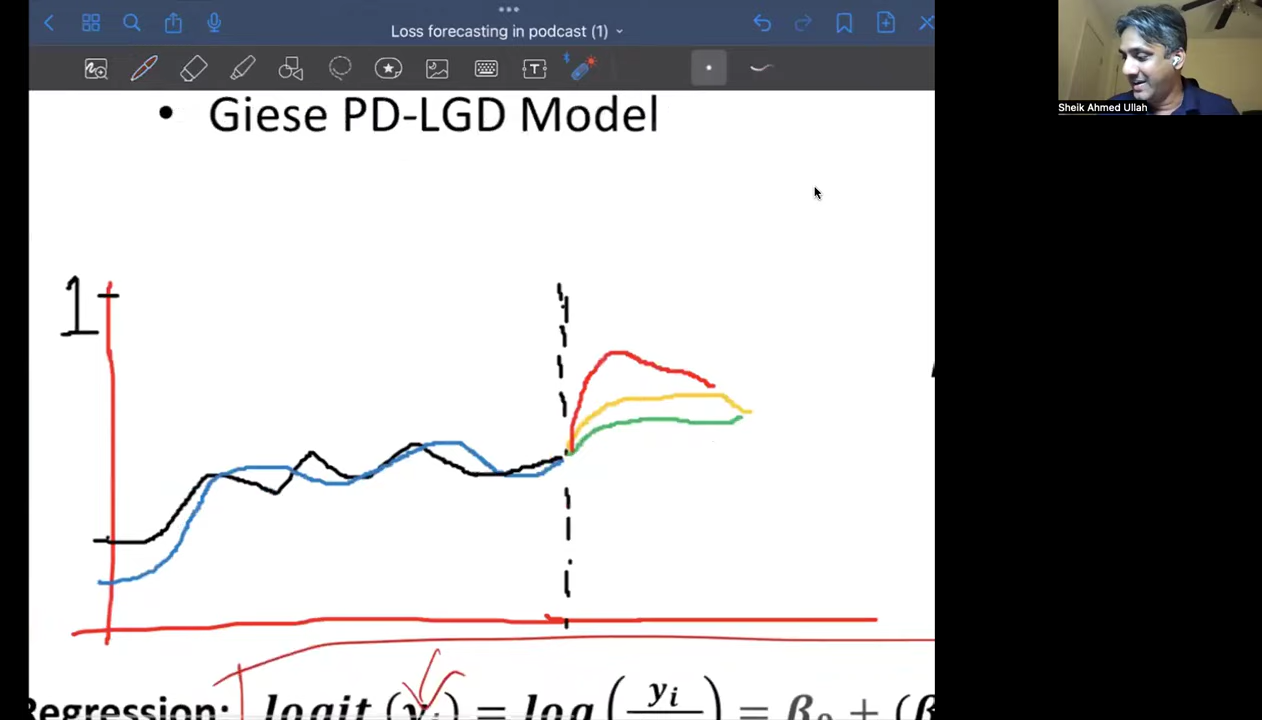 Loss forecasting in podcast (1)
Sheik Ahmed Ullah
• Giese PD-LGD Model
1
Regression: logit (yᵢ) = log ( yᵢ ) = β₀ + (β